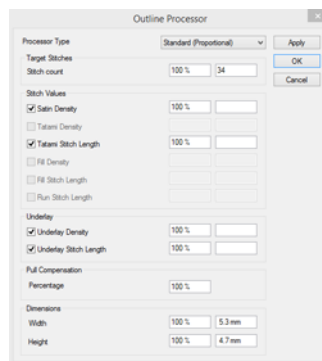 Outline Processor
Processor Type Standard (Proportional) Apply
Target Stitches OK
Stitch count 100 % 34 Cancel
Stitch Values
Satin Density 100 %
Tatami Density
Tatami Stitch Length 100 %
Fill Density
Fill Stitch Length
Run Stitch Length
Underlay
Underlay Density 100 %
Underlay Stitch Length 100 %
Pull Compensation
Percentage 100 %
Dimensions
Width 100 % 5.3 mm
Height 100 % 4.7 mm